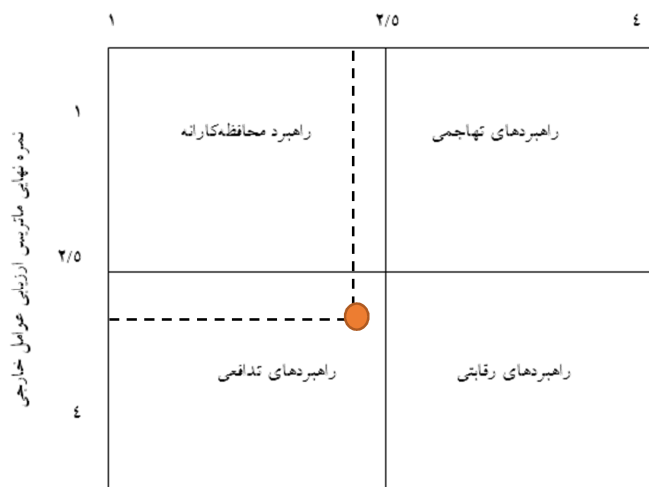 ۱ ۲/۵ ٤
۱
راهبرد محافظه‌کارانه
راهبردهای تهاجمی
۲/۵
نمره نهایی ماتریس ارزیابی عوامل خارجی
راهبردهای تدافعی
راهبردهای رقابتی
٤